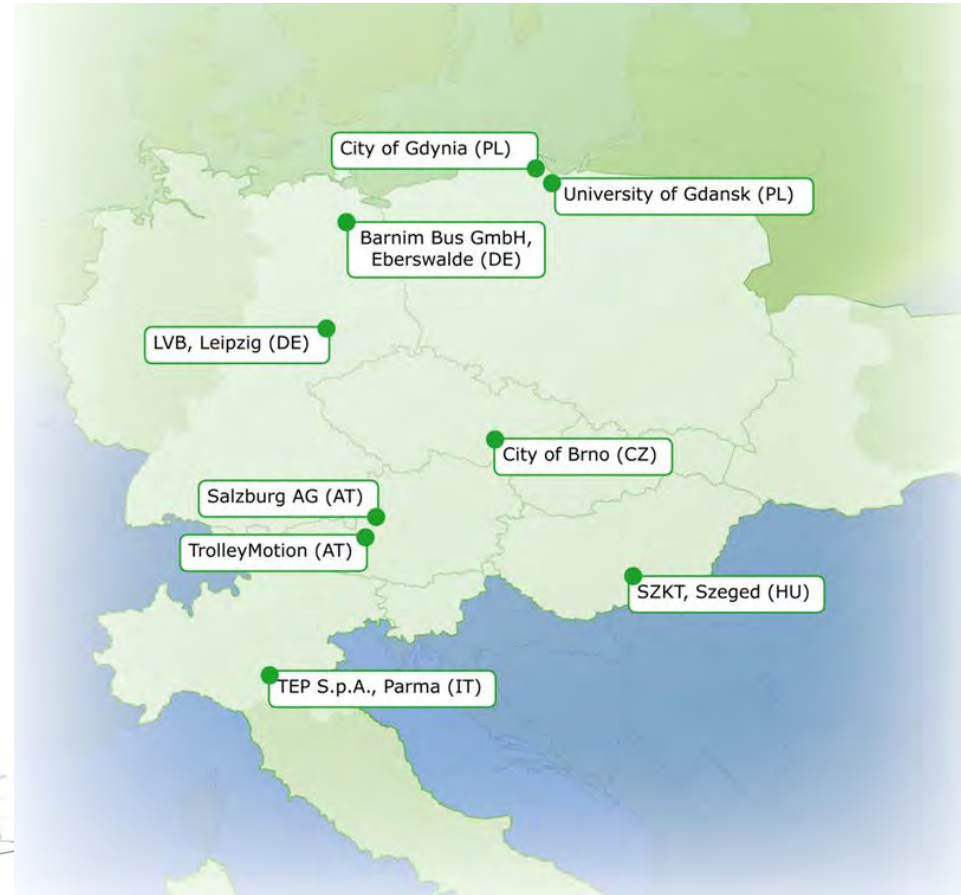 City of Gdynia (PL)
University of Gdansk (PL)
Barnim Bus GmbH,
Eberswalde (DE)
LVB, Leipzig (DE)
City of Brno (CZ)
Salzburg AG (AT)
TrolleyMotion (AT)
SZKT, Szeged (HU)
TEP S.p.A., Parma (IT)